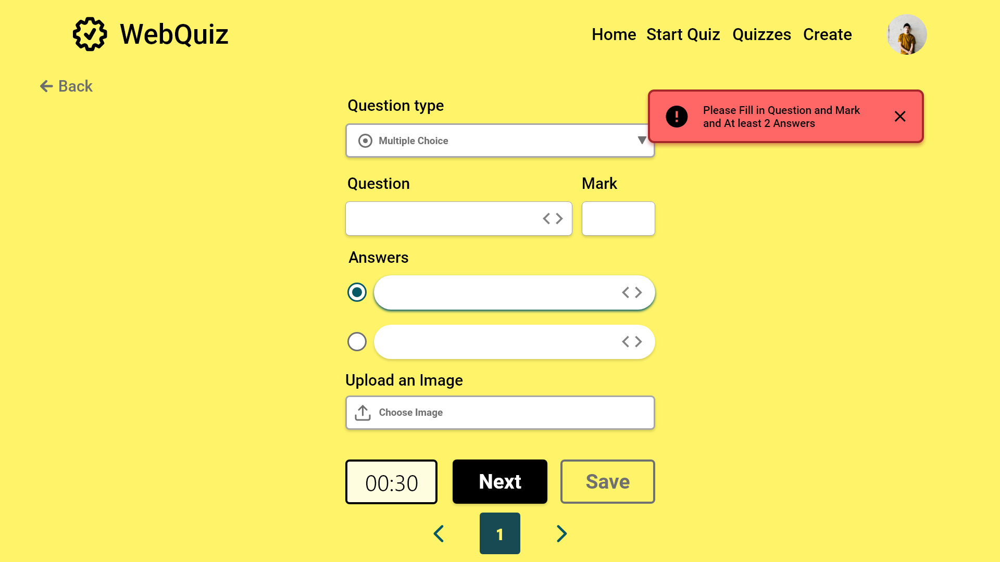 WebQuiz
Home Start Quiz Quizzes Create
Back
Please Fill in Question and Mark
and At least 2 Answers
Question type
Multiple Choice
Question Mark
Answers
Upload an Image
Choose Image
00:30 Next Save
1